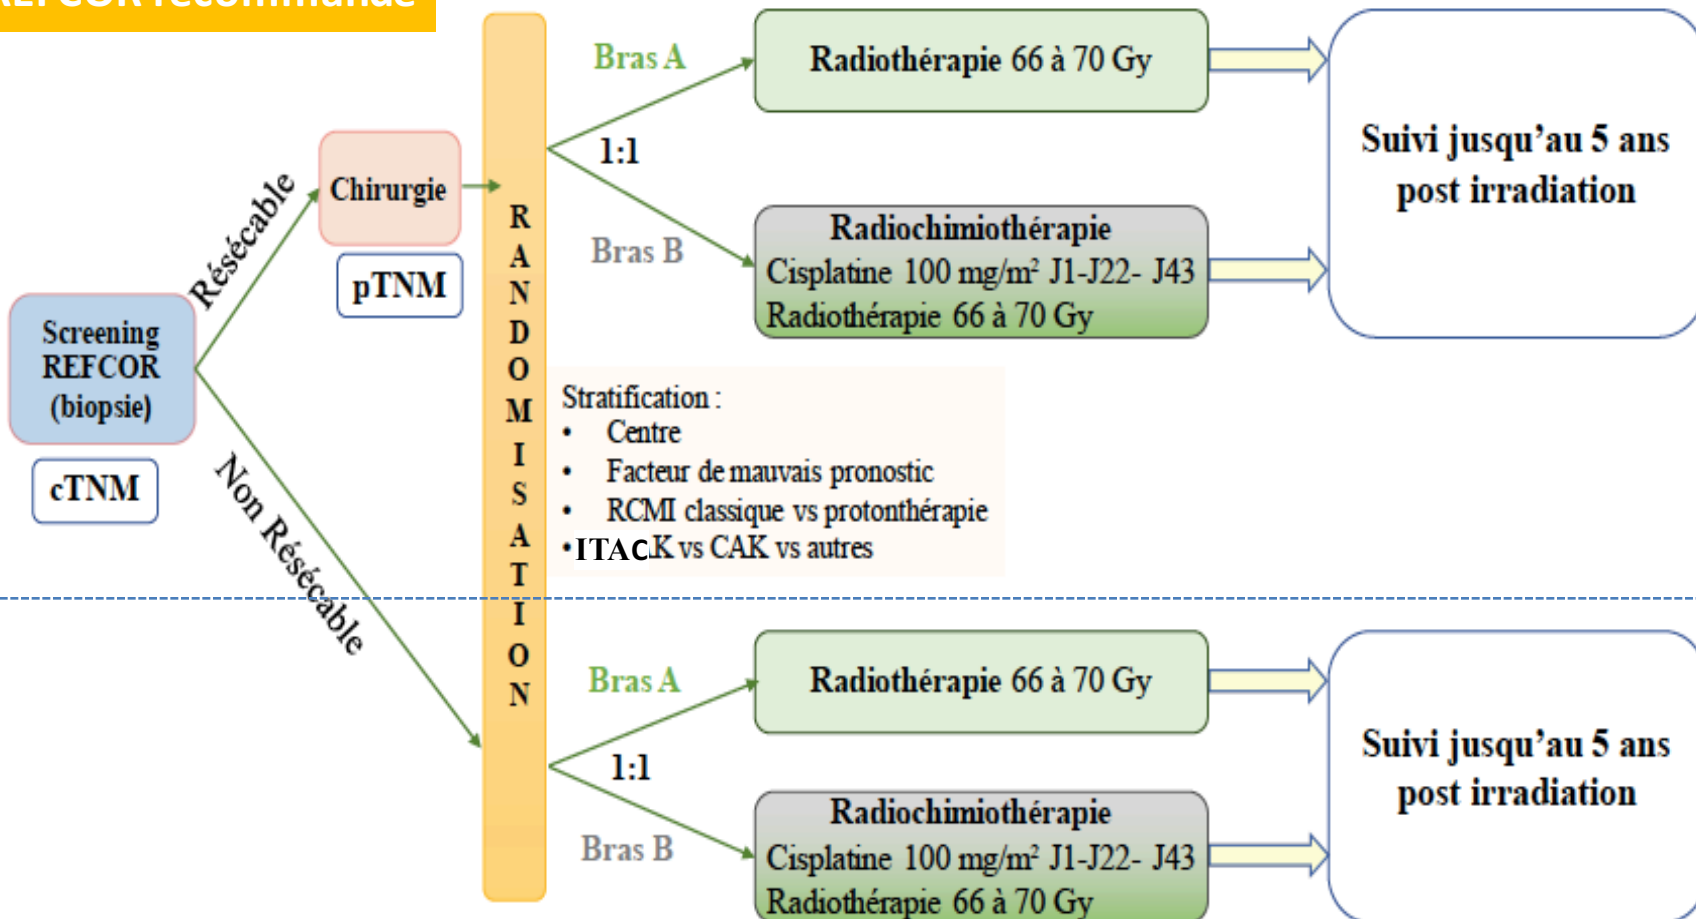 REFCOR recommandé
Bras A
Radiothérapie 66 à 70 Gy
Suivi jusqu'au 5 ans
post irradiation
1:1
Résécable
Chirurgie
pTNM
RANDOMISATION
Bras B
Radiochimiothérapie
Cisplatine 100 mg/m² J1-J22- J43
Radiothérapie 66 à 70 Gy
Screening
REFCOR
(biopsie)
cTNM
Non Résécable
Stratification :
• Centre
• Facteur de mauvais pronostic
• RCMI classique vs protonthérapie
• ITAC vs CAK vs autres
Bras A
Radiothérapie 66 à 70 Gy
Suivi jusqu'au 5 ans
post irradiation
1:1
Bras B
Radiochimiothérapie
Cisplatine 100 mg/m² J1-J22- J43
Radiothérapie 66 à 70 Gy